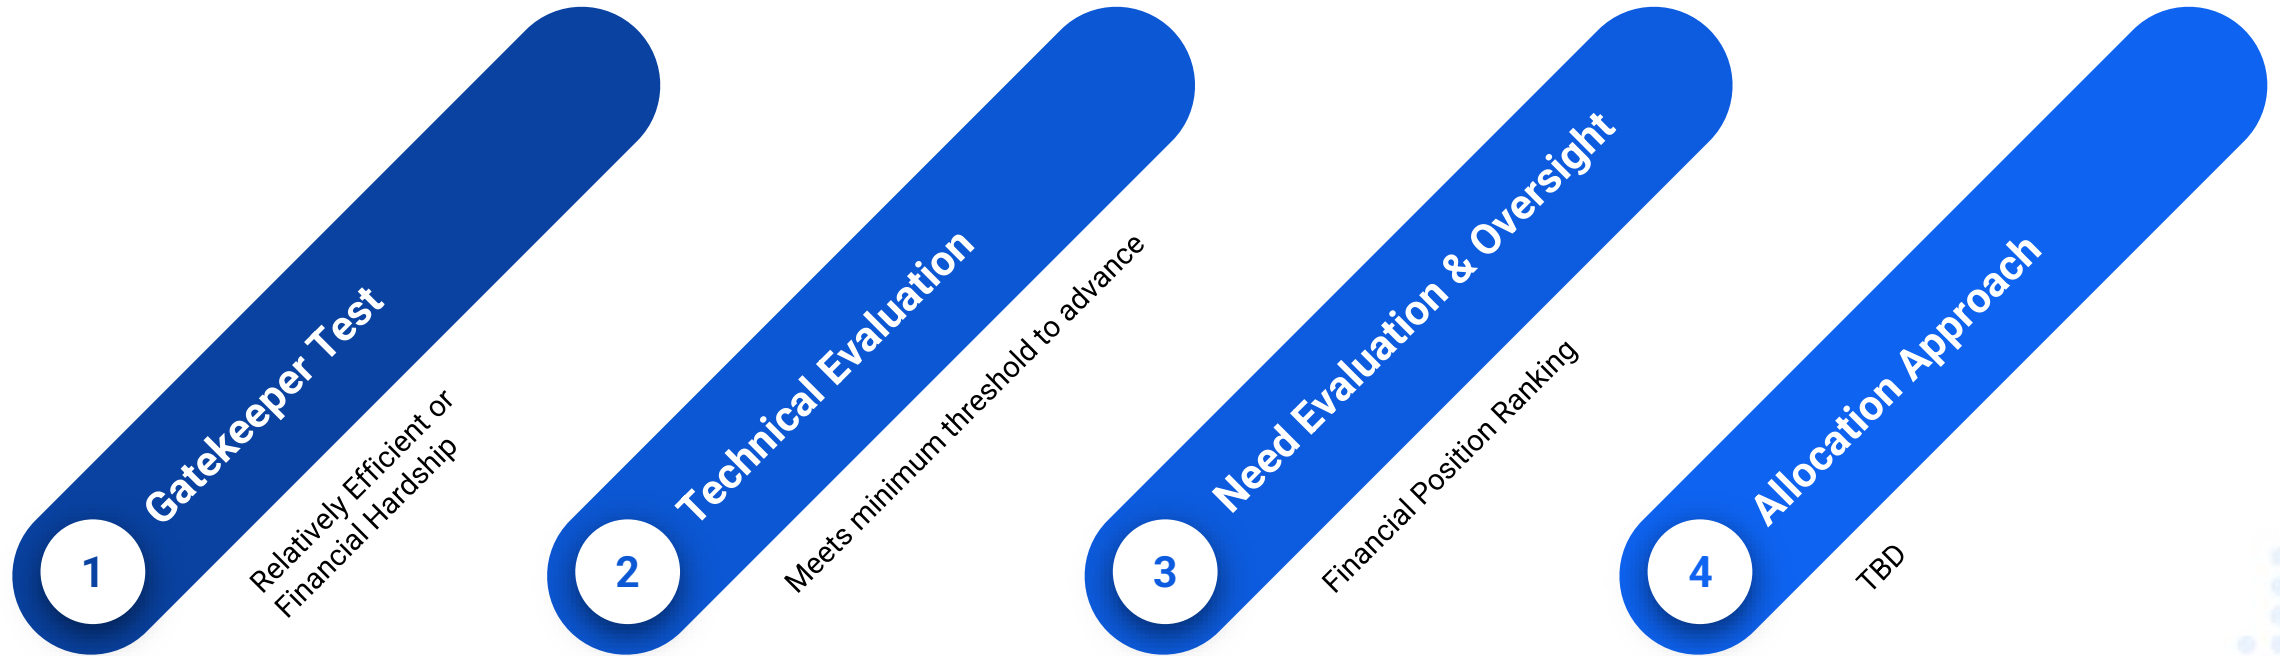 1
Gatekeeper Test
Relatively Efficient or
Financial Hardship
2
Technical Evaluation
Meets minimum threshold to advance
3
Need Evaluation & Oversight
Financial Position Ranking
4
Allocation Approach
TBD